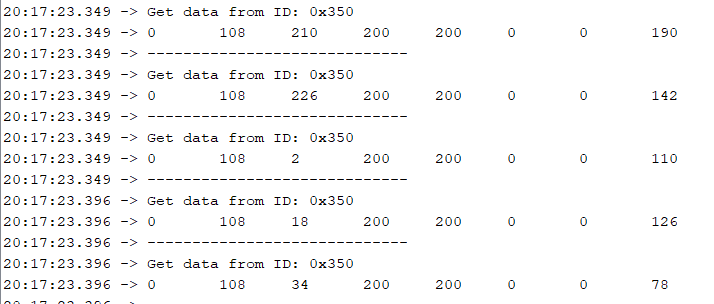 20:17:23.349 -> Get data from ID: 0x350
20:17:23.349 -> 0 108 210 200 200 0 0 190
20:17:23.349 -> -----------------------------
20:17:23.349 -> Get data from ID: 0x350
20:17:23.349 -> 0 108 226 200 200 0 0 142
20:17:23.349 -> -----------------------------
20:17:23.349 -> Get data from ID: 0x350
20:17:23.349 -> 0 108 2 200 200 0 0 110
20:17:23.349 -> -----------------------------
20:17:23.396 -> Get data from ID: 0x350
20:17:23.396 -> 0 108 18 200 200 0 0 126
20:17:23.396 -> -----------------------------
20:17:23.396 -> Get data from ID: 0x350
20:17:23.396 -> 0 108 34 200 200 0 0 78